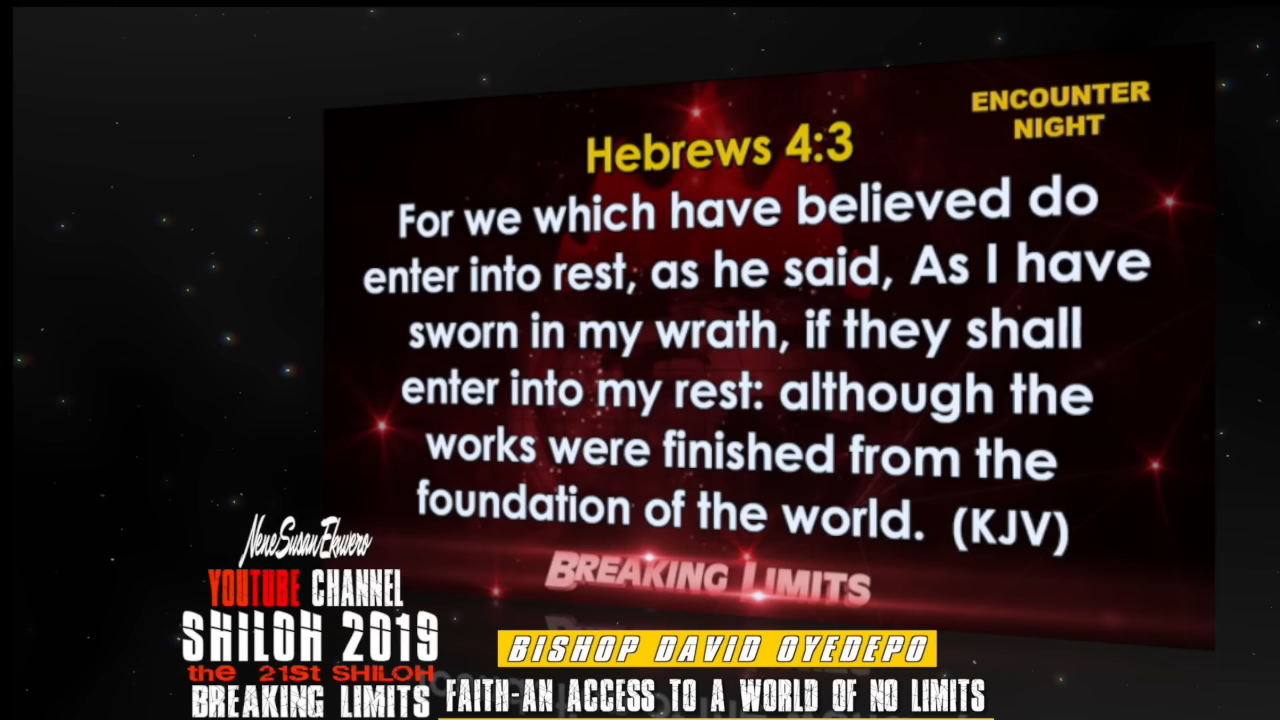 ENCOUNTER
NIGHT
Hebrews 4:3
For we which have believed do
enter into rest, as he said, As I have
sworn in my wrath, if they shall
enter into my rest: although the
works were finished from the
foundation of the world. (KJV)
BREAKING LIMITS
NeneSusanEkwero
YOUTUBE CHANNEL
SHILOH 2019
the 21st SHILOH
BREAKING LIMITS
BISHOP DAVID OYEDEPO
FAITH-AN ACCESS TO A WORLD OF NO LIMITS